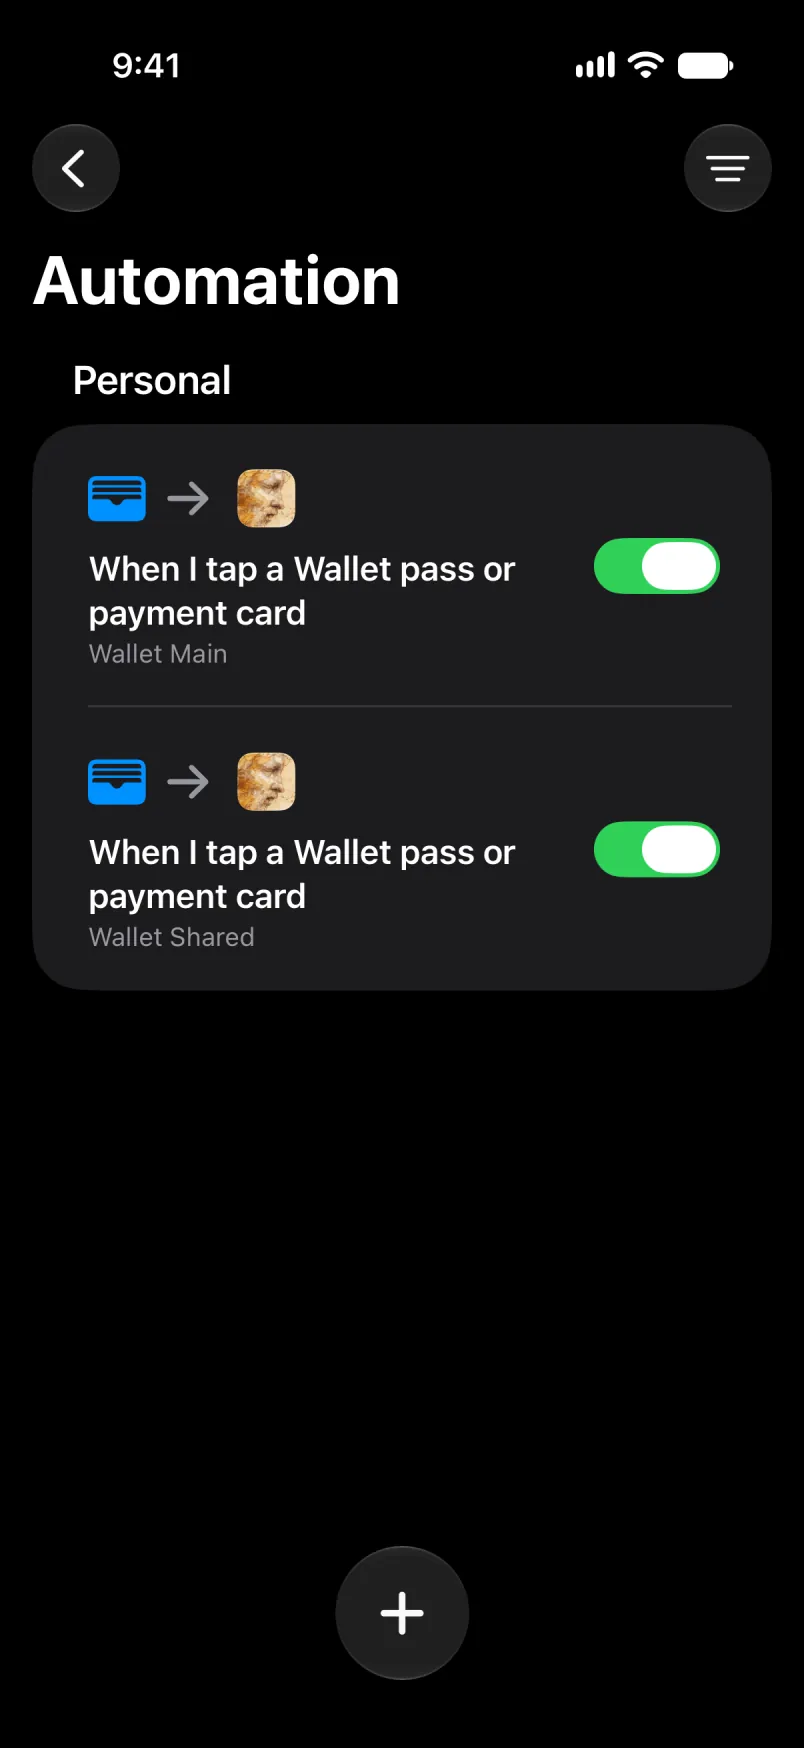 9:41
Automation
Personal
When I tap a Wallet pass or
payment card
Wallet Main
When I tap a Wallet pass or
payment card
Wallet Shared